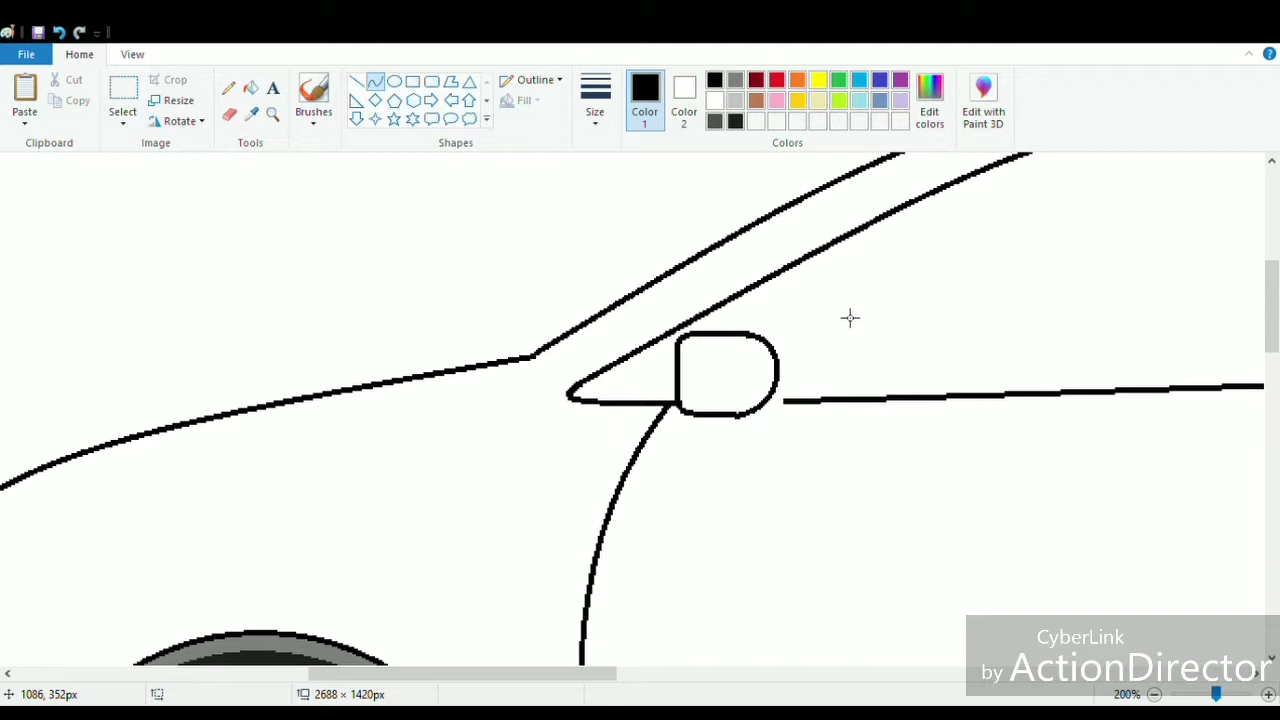 File
Home
View
Paste
Cut
Copy
Clipboard
Select
Crop
Resize
Rotate
Image
A
Tools
Brushes
Shapes
Outline
Fill
Size
Color
1
Color
2
Colors
Edit
colors
Edit with
Paint 3D
CyberLink
by ActionDirector
1086, 352px
2688 × 1420px
200%